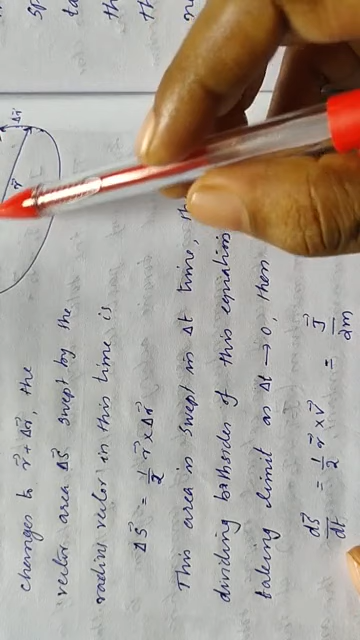 Δr⃗
r⃗
changes to r⃗ + Δr⃗, the
vector area ΔS⃗ swept by the
radius vector in this time is
ΔS⃗ = 1/2 r⃗ × Δr⃗
This area is swept in Δt time,
dividing bothsides of this equation
taking limit as Δt → 0, then
dS⃗/dt = 1/2 r⃗ × v⃗ = J⃗/2m